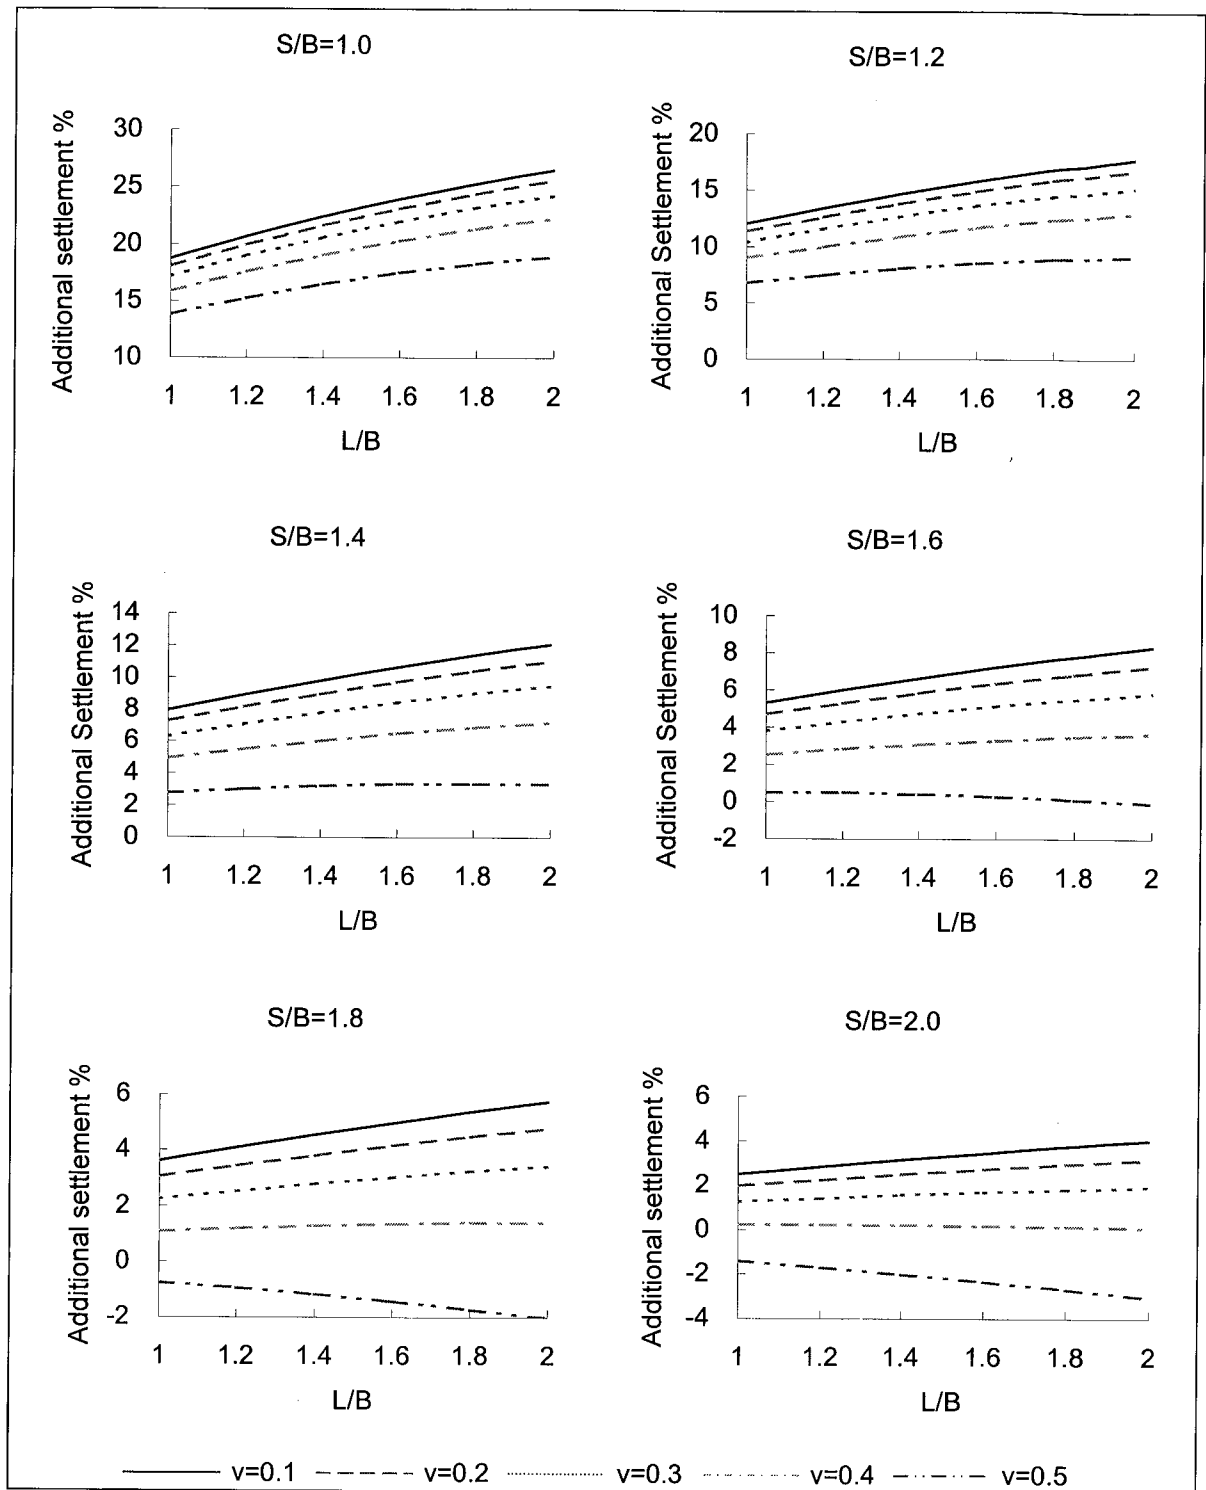 S/B=1.0
Additional settlement %
30
25
20
15
10
1 1.2 1.4 1.6 1.8 2
L/B
S/B=1.2
Additional Settlement %
20
15
10
5
0
1 1.2 1.4 1.6 1.8 2
L/B
S/B=1.4
Additional Settlement %
14
12
10
8
6
4
2
0
1 1.2 1.4 1.6 1.8 2
L/B
S/B=1.6
Additional Settlement %
10
8
6
4
2
0
-2
1 1.2 1.4 1.6 1.8 2
L/B
S/B=1.8
Additional settlement %
6
4
2
0
-2
1 1.2 1.4 1.6 1.8 2
L/B
S/B=2.0
Additional settlement %
6
4
2
0
-2
-4
1 1.2 1.4 1.6 1.8 2
L/B
v=0.1 v=0.2 v=0.3 v=0.4 v=0.5